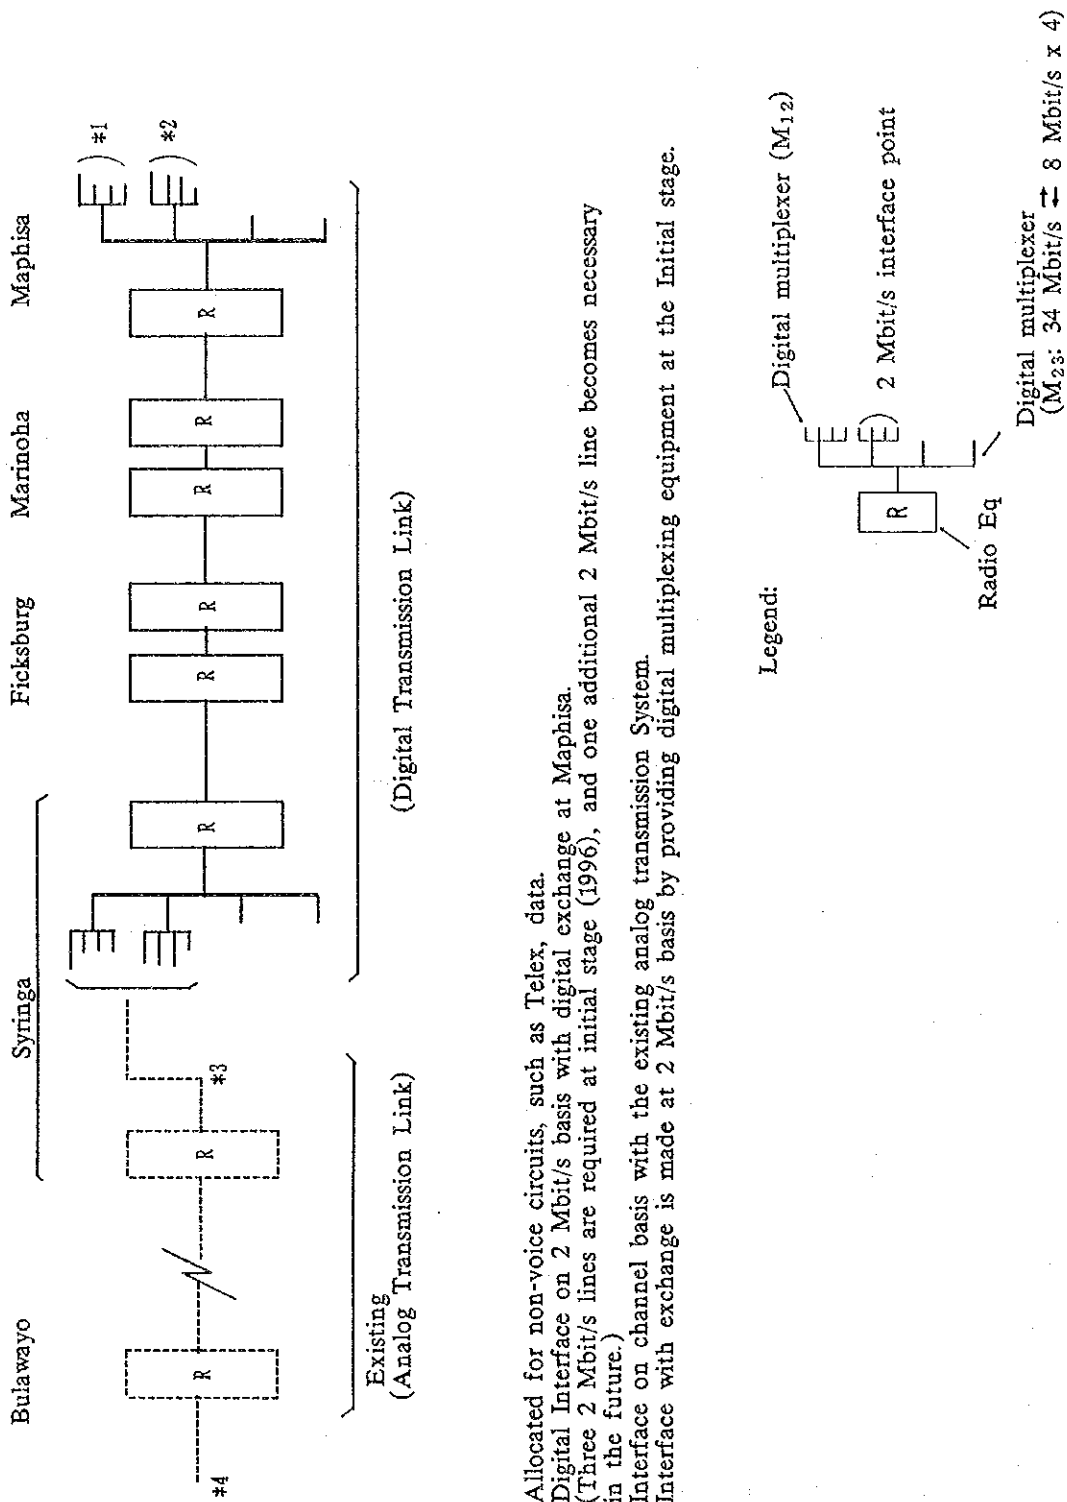 Bulawayo
Syringa
Ficksburg
Marinoha
Maphisa
R
R
R
R
R
R
R
R
*1
*2
*3
*4
Existing
(Analog Transmission Link)
(Digital Transmission Link)
Allocated for non-voice circuits, such as Telex, data.
Digital Interface on 2 Mbit/s basis with digital exchange at Maphisa.
(Three 2 Mbit/s lines are required at initial stage (1996), and one additional 2 Mbit/s line becomes necessary
in the future.)
Interface on channel basis with the existing analog transmission System.
Interface with exchange is made at 2 Mbit/s basis by providing digital multiplexing equipment at the Initial stage.
Legend:
Digital multiplexer (M12)
2 Mbit/s interface point
R
Radio Eq
Digital multiplexer
(M23: 34 Mbit/s ⇄ 8 Mbit/s x 4)